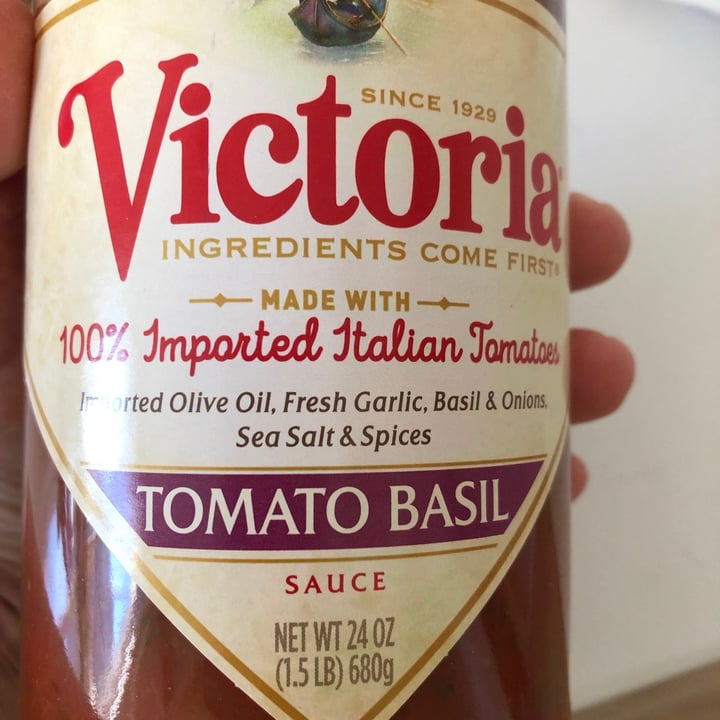 SINCE 1929
Victoria
INGREDIENTS COME FIRST®
MADE WITH
100% Imported Italian Tomatoes
Imported Olive Oil, Fresh Garlic, Basil & Onions,
Sea Salt & Spices
TOMATO BASIL
SAUCE
NET WT 24 OZ
(1.5 LB) 680g